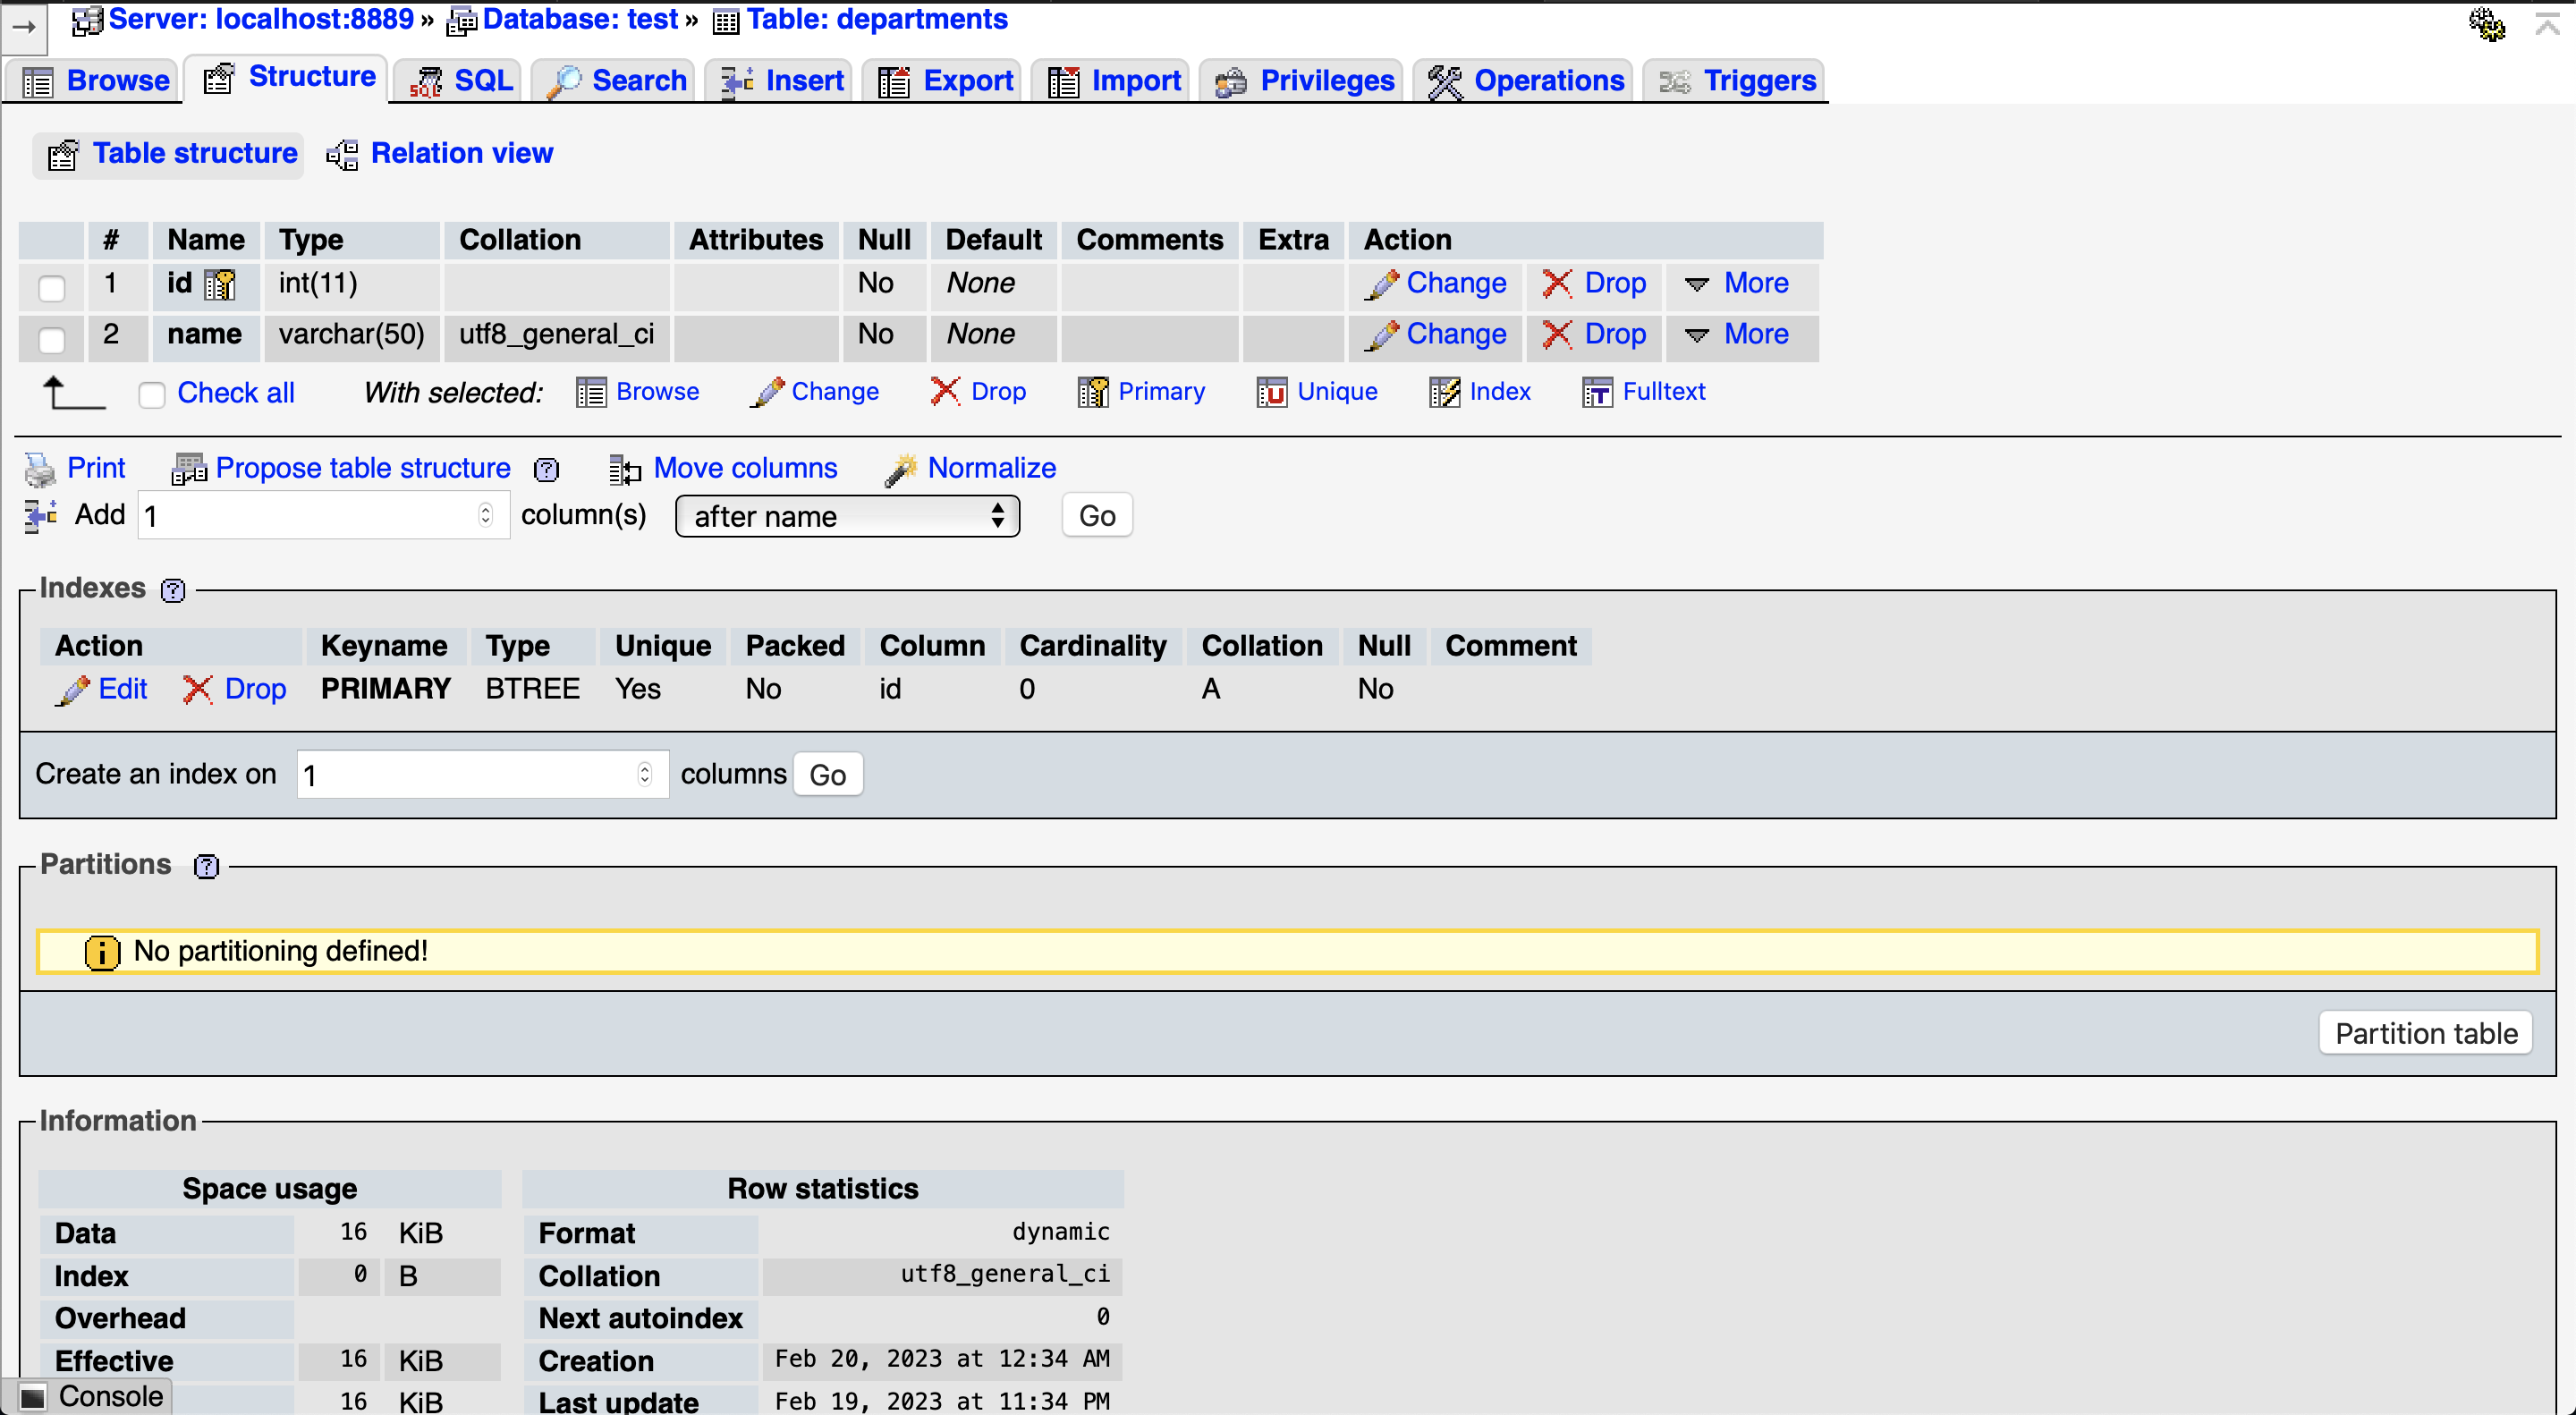 Server: localhost:8889 » Database: test » Table: departments
Browse Structure SQL Search Insert Export Import Privileges Operations Triggers
Table structure Relation view
# Name Type Collation Attributes Null Default Comments Extra Action
1 id int(11) No None Change Drop More
2 name varchar(50) utf8_general_ci No None Change Drop More
Check all With selected: Browse Change Drop Primary Unique Index Fulltext
Print Propose table structure Move columns Normalize
Add 1 column(s) after name Go
Indexes
Action Keyname Type Unique Packed Column Cardinality Collation Null Comment
Edit Drop PRIMARY BTREE Yes No id 0 A No
Create an index on 1 columns Go
Partitions
No partitioning defined!
Partition table
Information
Space usage Row statistics
Data 16 KiB Format dynamic
Index 0 B Collation utf8_general_ci
Overhead Next autoindex 0
Effective 16 KiB Creation Feb 20, 2023 at 12:34 AM
16 KiB Last update Feb 19, 2023 at 11:34 PM
Console